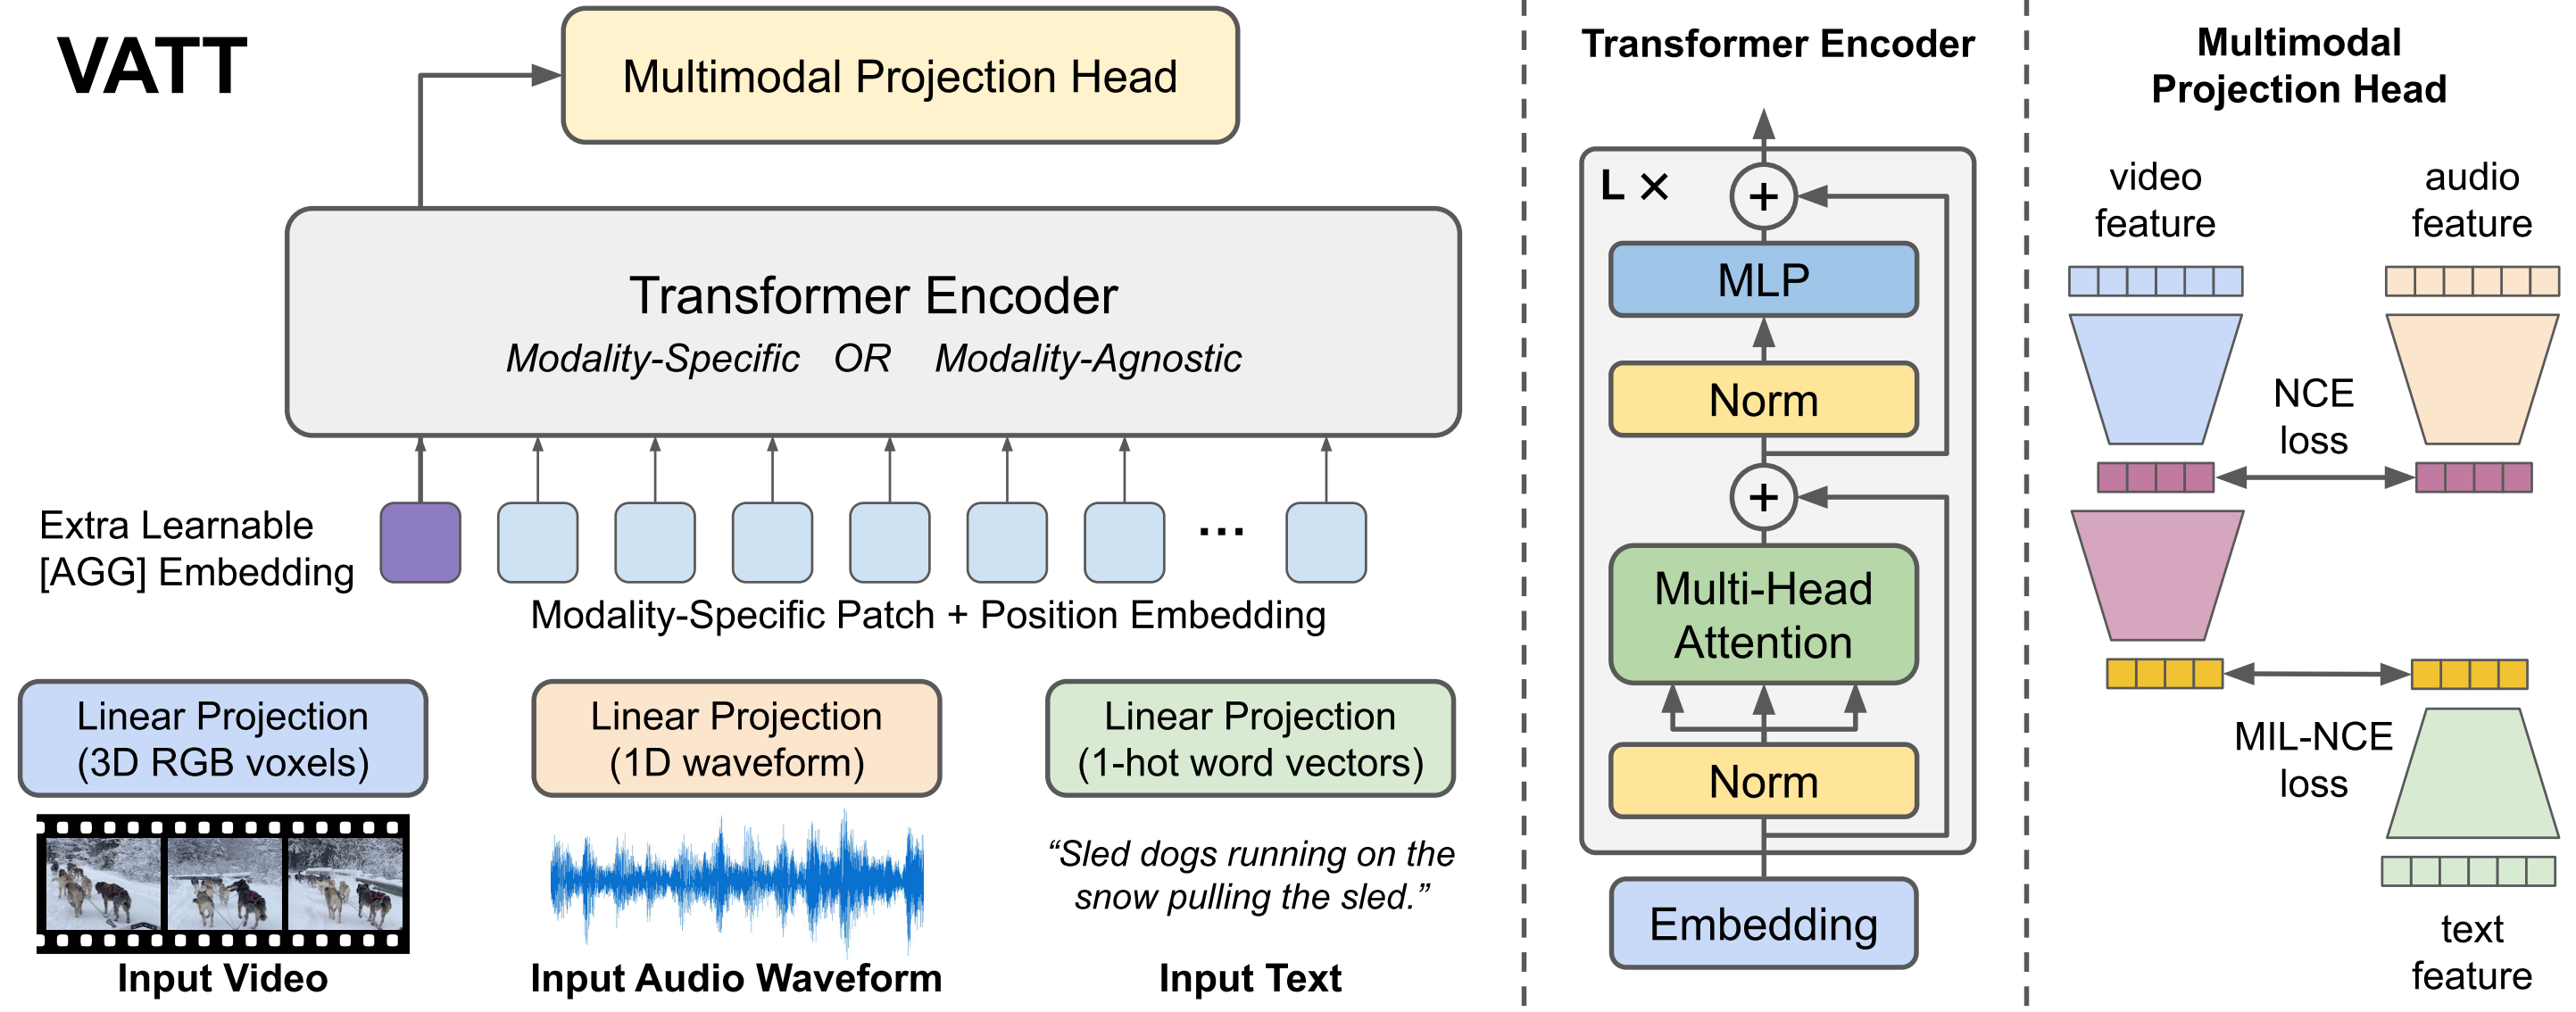 VATT
Multimodal Projection Head
Transformer Encoder
Modality-Specific OR Modality-Agnostic
Extra Learnable
[AGG] Embedding
...
Modality-Specific Patch + Position Embedding
Linear Projection
(3D RGB voxels)
Linear Projection
(1D waveform)
Linear Projection
(1-hot word vectors)
“Sled dogs running on the
snow pulling the sled.”
Input Video
Input Audio Waveform
Input Text
Transformer Encoder
L ×
+
MLP
Norm
+
Multi-Head
Attention
Norm
Embedding
Multimodal
Projection Head
video
feature
audio
feature
NCE
loss
MIL-NCE
loss
text
feature